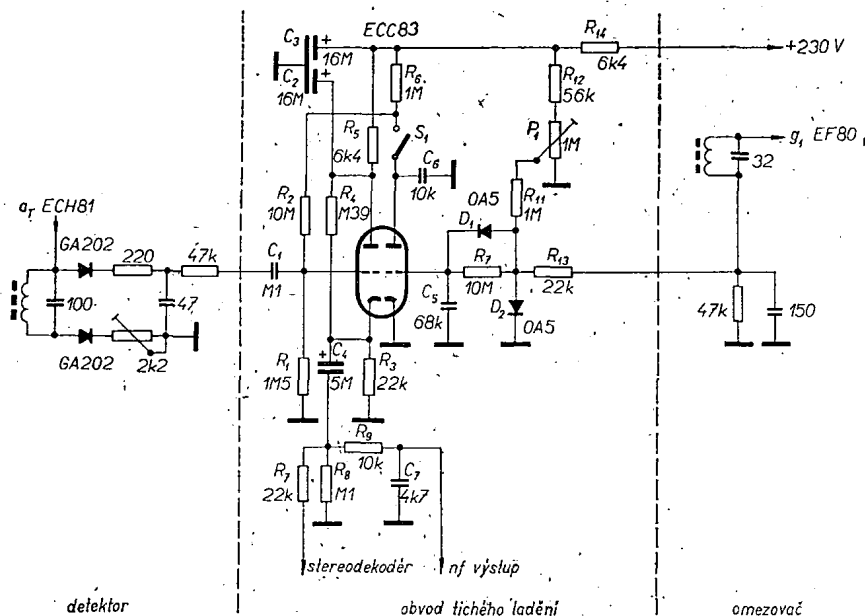 ECC83
C3
16M
C2
16M
R6
1M
R14
6k4
+230 V
R12
56k
P1
1M
S1
R5
6k4
C6
10k
R11
1M
g1 EF80
32
aT ECH81
GA202
220
47k
R2
10M
R4
M39
0A5
D1
C1
M1
R7
10M
R13
22k
100
47
C5
68k
D2
0A5
47k
150
GA202
2k2
R1
1M5
C4
5M
R3
22k
R9
10k
R7
22k
R8
M1
C7
4k7
stereodekodér
nf výstup
detektor
obvod tichého ladění
omezovač